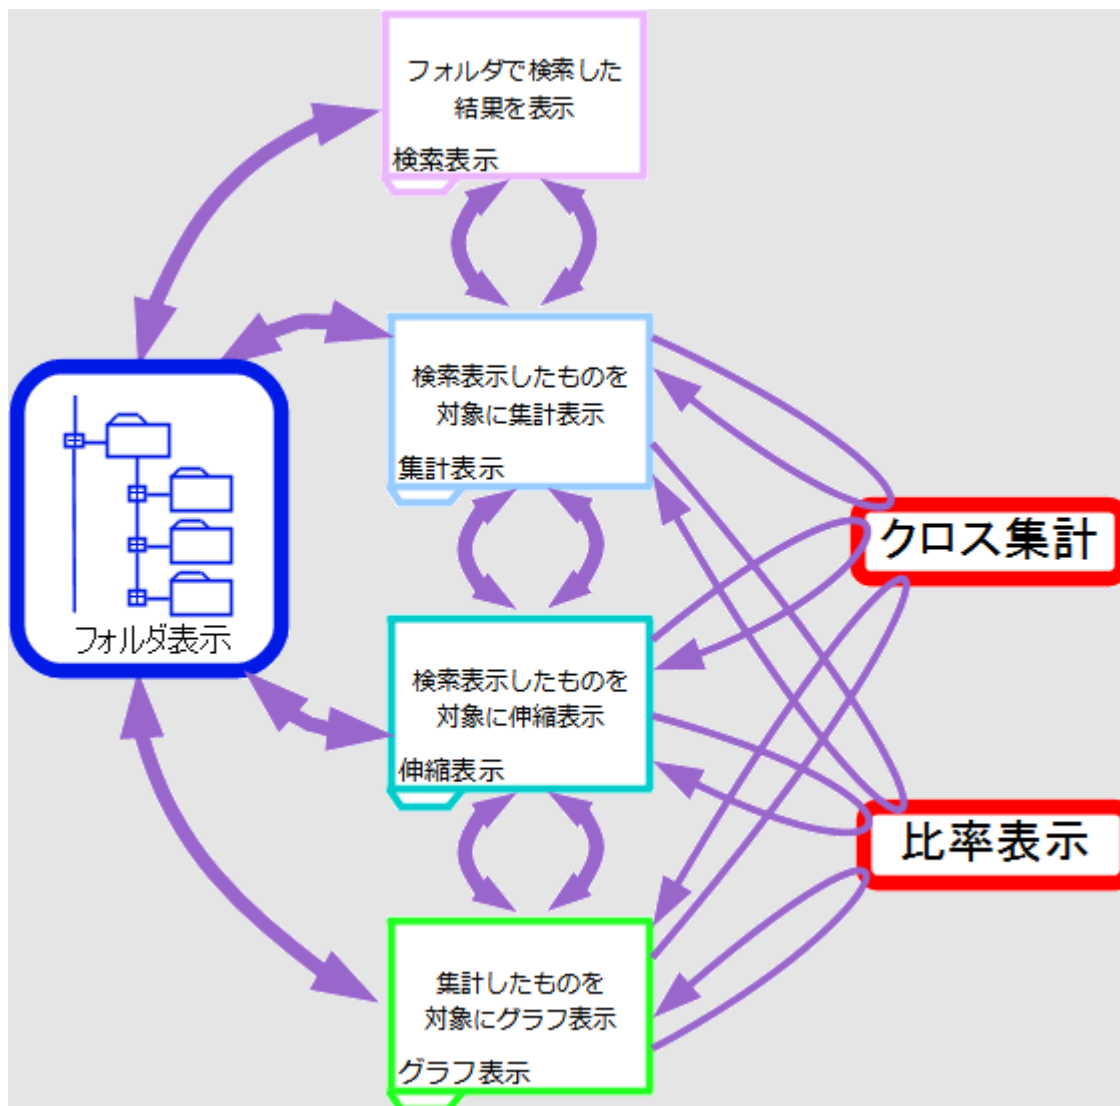 フォルダで検索した
結果を表示
検索表示
検索表示したものを
対象に集計表示
集計表示
クロス集計
フォルダ表示
検索表示したものを
対象に伸縮表示
伸縮表示
比率表示
集計したものを
対象にグラフ表示
グラフ表示